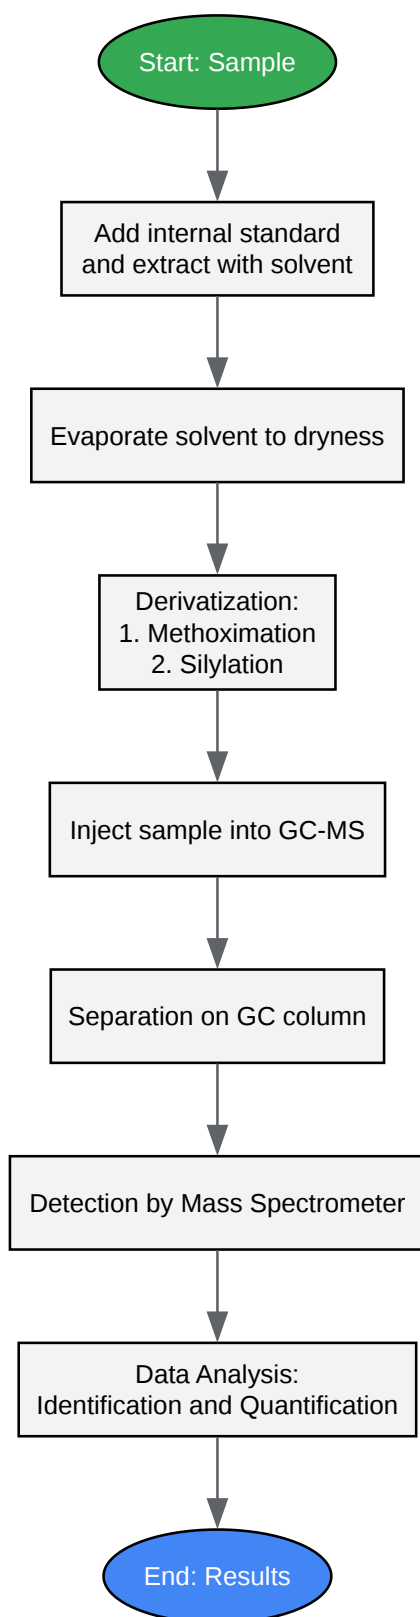 Start: Sample
Add internal standard
and extract with solvent
Evaporate solvent to dryness
Derivatization:
1. Methoximation
2. Silylation
Inject sample into GC-MS
Separation on GC column
Detection by Mass Spectrometer
Data Analysis:
Identification and Quantification
End: Results